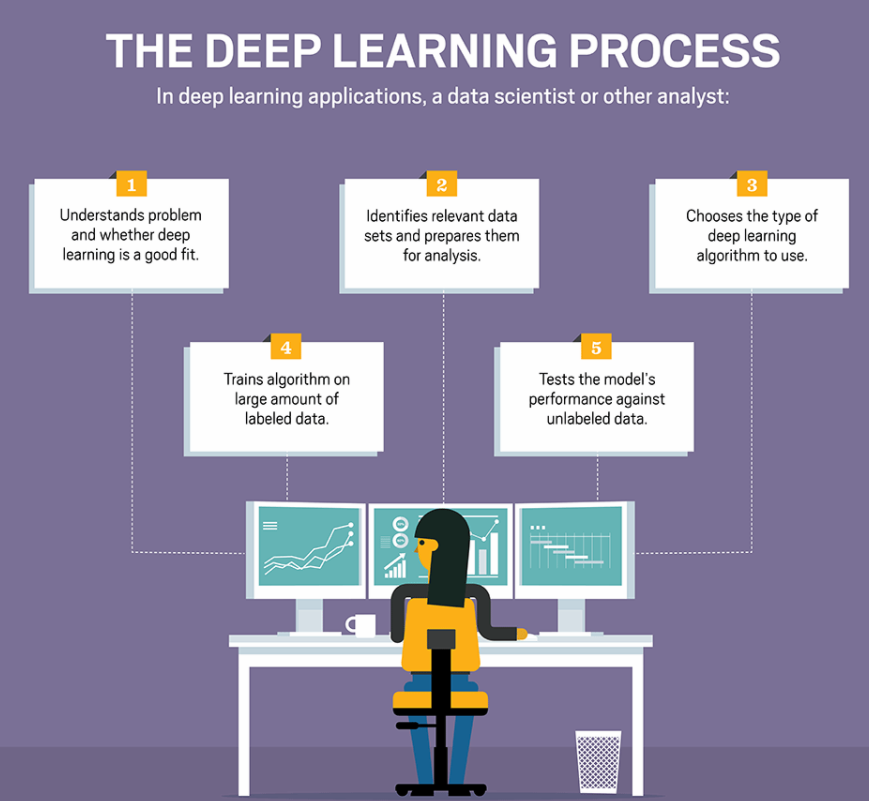 THE DEEP LEARNING PROCESS
In deep learning applications, a data scientist or other analyst:
1
Understands problem
and whether deep
learning is a good fit.
2
Identifies relevant data
sets and prepares them
for analysis.
3
Chooses the type of
deep learning
algorithm to use.
4
Trains algorithm on
large amount of
labeled data.
5
Tests the model's
performance against
unlabeled data.